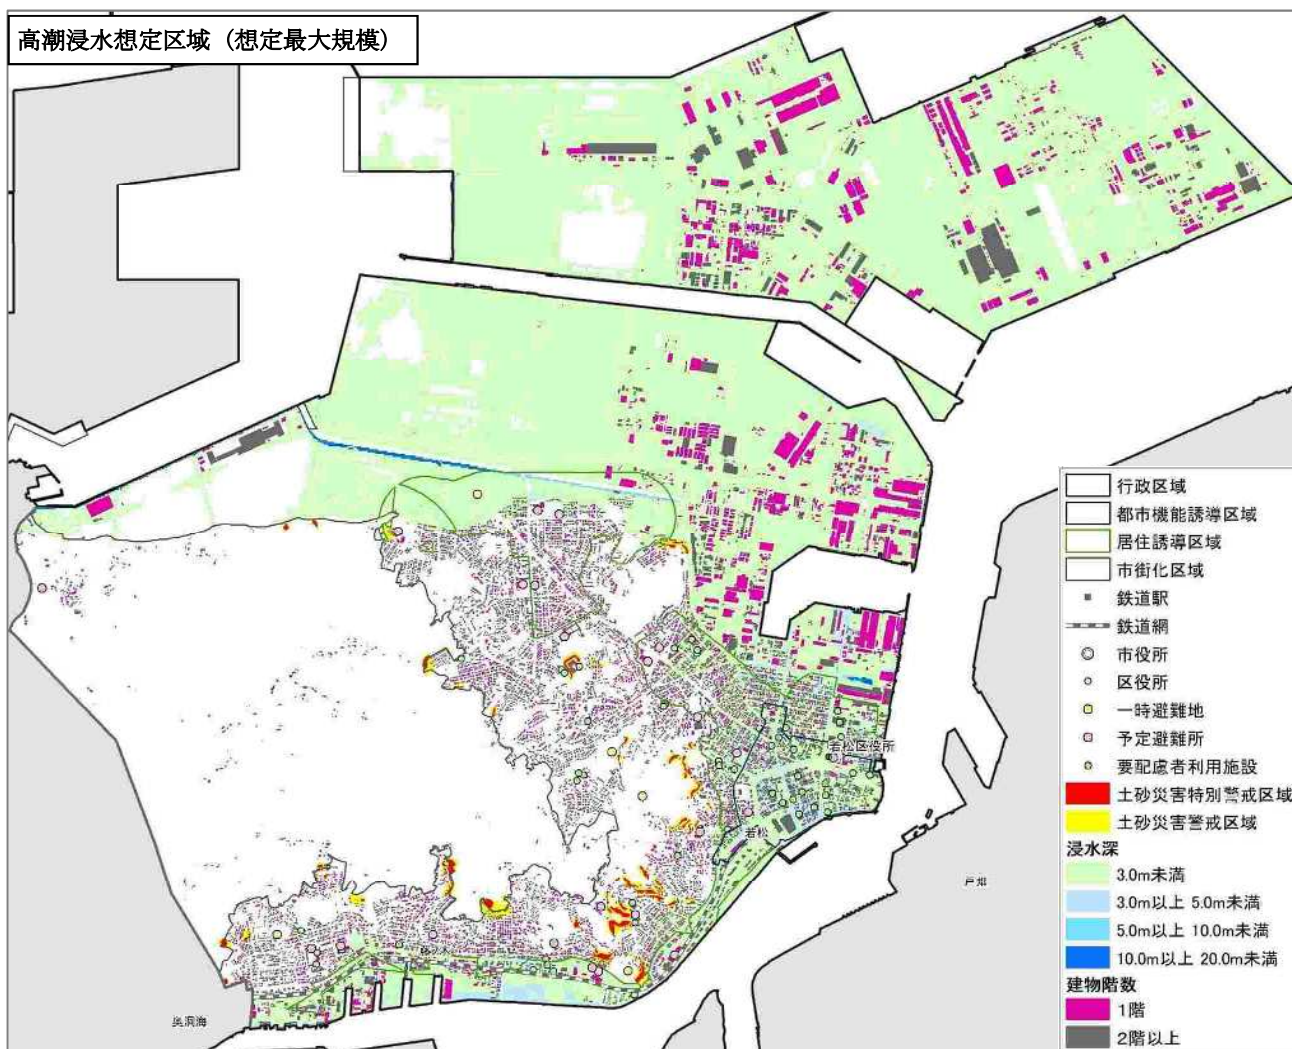 高潮浸水想定区域（想定最大規模）
行政区域
都市機能誘導区域
居住誘導区域
市街化区域
鉄道駅
鉄道網
市役所
区役所
一時避難地
予定避難所
要配慮者利用施設
土砂災害特別警戒区域
土砂災害警戒区域
浸水深
3.0m未満
3.0m以上 5.0m未満
5.0m以上 10.0m未満
10.0m以上 20.0m未満
建物階数
1階
2階以上
若松区役所
若松
戸畑
藤ノ木
奥洞海